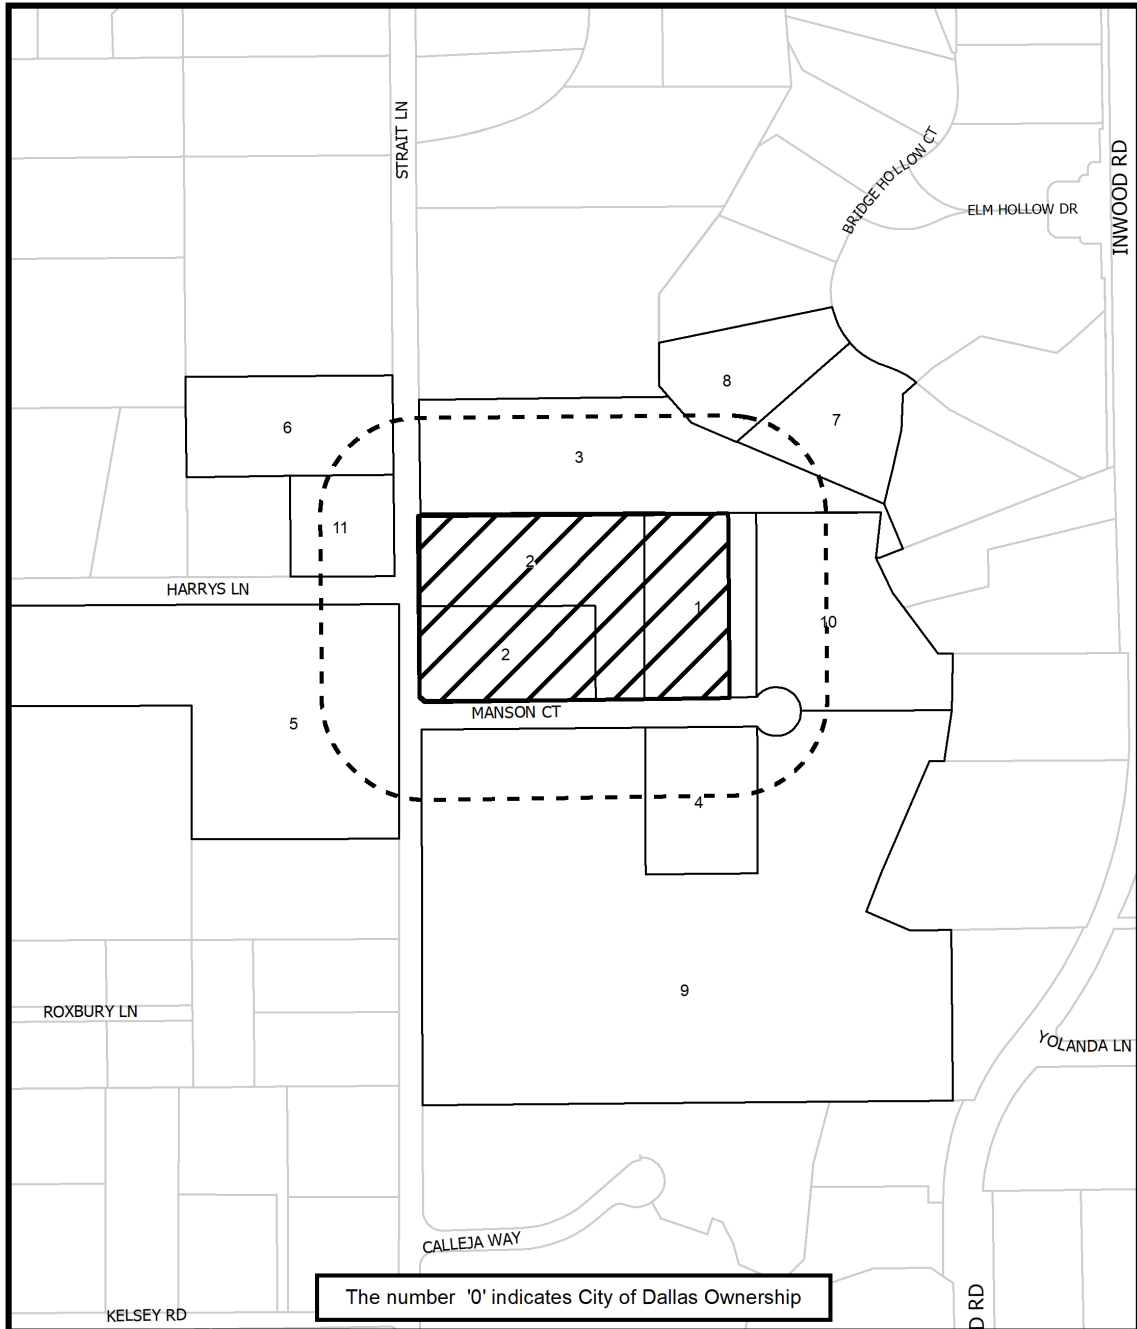 STRAIT LN
BRIDGE HOLLOW CT
INWOOD RD
ELM HOLLOW DR
8
7
6
3
11
2
HARRYS LN
1
10
2
MANSON CT
5
4
9
ROXBURY LN
YOLANDA LN
CALLEJA WAY
The number '0' indicates City of Dallas Ownership
KELSEY RD
D RD